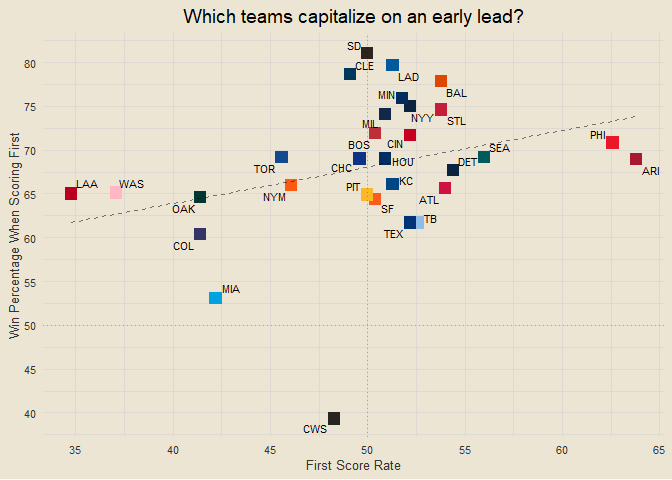 Which teams capitalize on an early lead?
Win Percentage When Scoring First
80
75
70
65
60
55
50
45
40
SD
CLE
LAD
BAL
MIN
NYY
STL
MIL
CIN
PHI
BOS
SEA
TOR
CHC
HOU
DET
ARI
LAA
WAS
KC
PIT
NYM
ATL
OAK
SF
TB
TEX
COL
MIA
CWS
35
40
45
50
55
60
65
First Score Rate